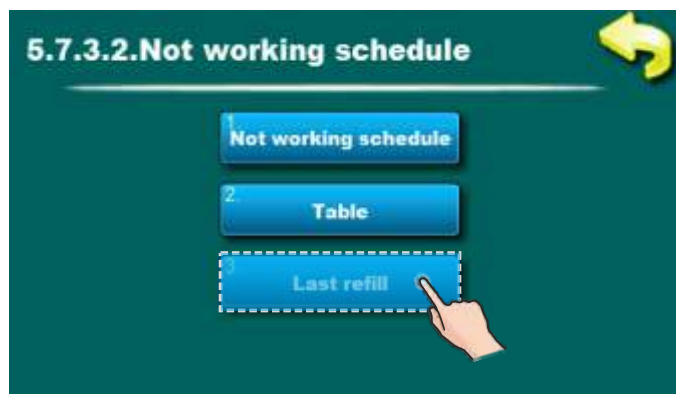 5.7.3.2.Not working schedule
1.
Not working schedule
2.
Table
3
Last refill